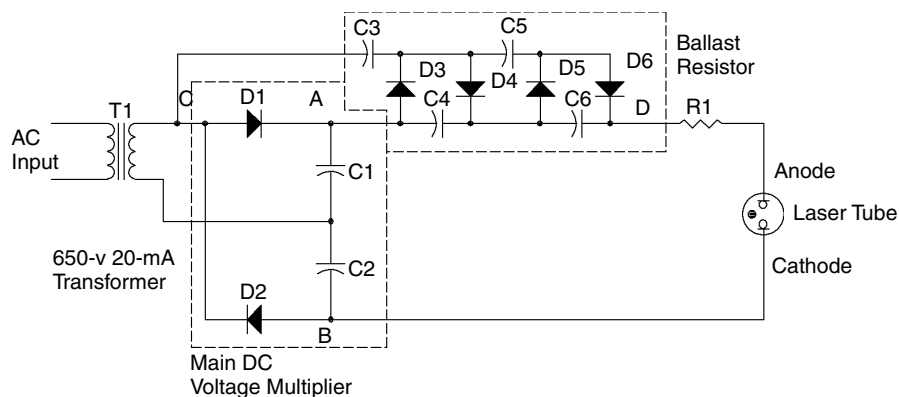 C3
C5
Ballast
Resistor
D3
D4
D5
D6
T1
C
D1
A
C4
C6
D
R1
AC
Input
C1
Anode
Laser Tube
650-v 20-mA
Transformer
C2
Cathode
D2
B
Main DC
Voltage Multiplier